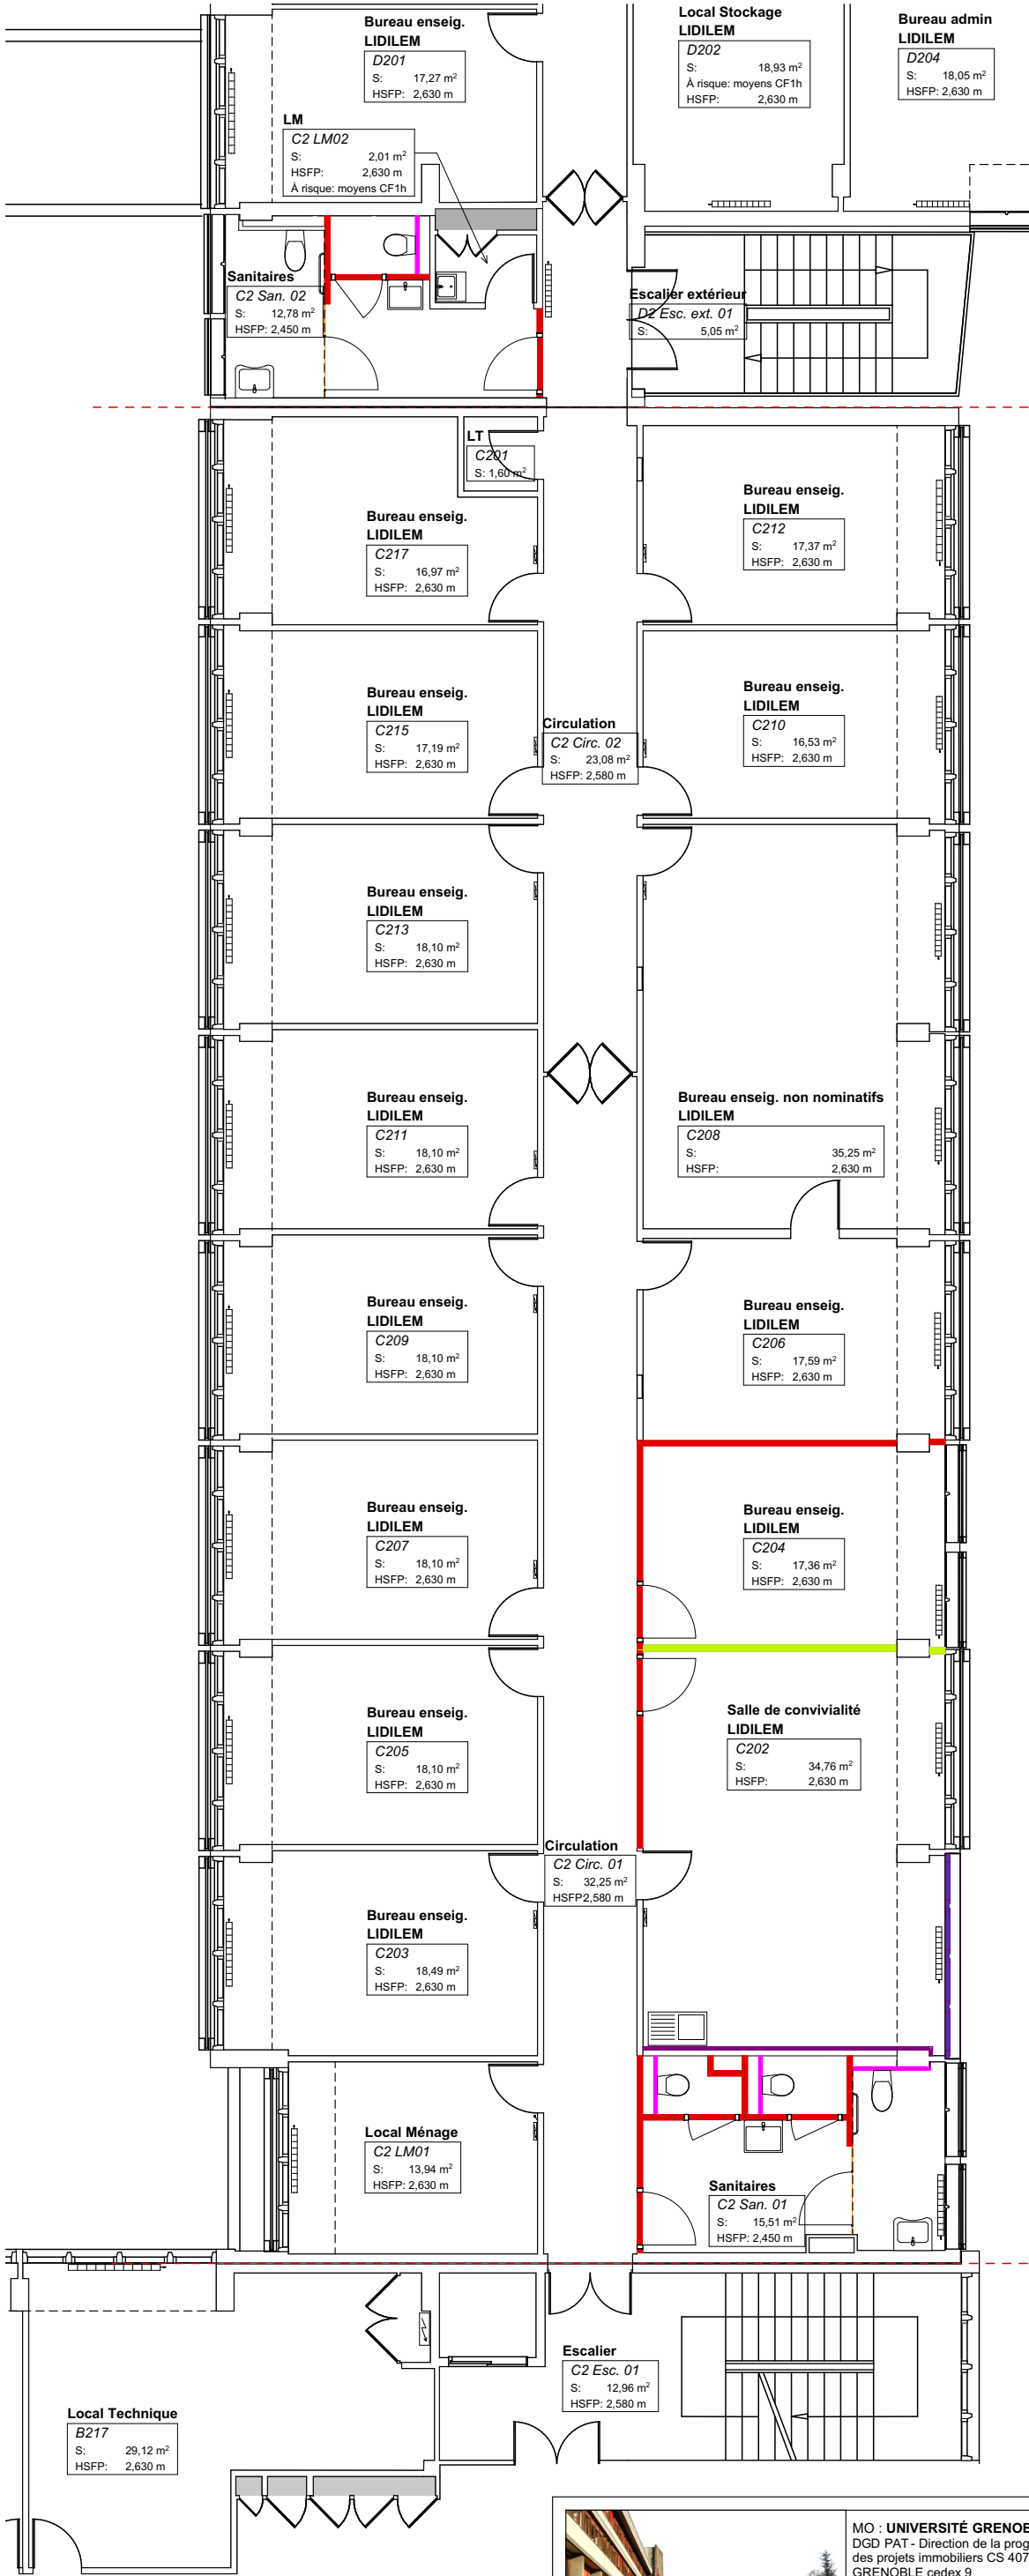 Bureau enseig.
LIDILEM
D201
S: 17,27 m²
HSFP: 2,630 m
Local Stockage
LIDILEM
D202
S: 18,93 m²
À risque: moyens CF1h
HSFP: 2,630 m
Bureau admin
LIDILEM
D204
S: 18,05 m²
HSFP: 2,630 m
LM
C2 LM02
S: 2,01 m²
HSFP: 2,630 m
À risque: moyens CF1h
Sanitaires
C2 San. 02
S: 12,78 m²
HSFP: 2,450 m
Escalier extérieur
D2 Esc. ext. 01
S: 5,05 m²
LT
C201
S: 1,60 m²
Bureau enseig.
LIDILEM
C217
S: 16,97 m²
HSFP: 2,630 m
Bureau enseig.
LIDILEM
C212
S: 17,37 m²
HSFP: 2,630 m
Bureau enseig.
LIDILEM
C215
S: 17,19 m²
HSFP: 2,630 m
Circulation
C2 Circ. 02
S: 23,08 m²
HSFP: 2,580 m
Bureau enseig.
LIDILEM
C210
S: 16,53 m²
HSFP: 2,630 m
Bureau enseig.
LIDILEM
C213
S: 18,10 m²
HSFP: 2,630 m
Bureau enseig.
LIDILEM
C211
S: 18,10 m²
HSFP: 2,630 m
Bureau enseig. non nominatifs
LIDILEM
C208
S: 35,25 m²
HSFP: 2,630 m
Bureau enseig.
LIDILEM
C209
S: 18,10 m²
HSFP: 2,630 m
Bureau enseig.
LIDILEM
C206
S: 17,59 m²
HSFP: 2,630 m
Bureau enseig.
LIDILEM
C207
S: 18,10 m²
HSFP: 2,630 m
Bureau enseig.
LIDILEM
C204
S: 17,36 m²
HSFP: 2,630 m
Bureau enseig.
LIDILEM
C205
S: 18,10 m²
HSFP: 2,630 m
Salle de convivialité
LIDILEM
C202
S: 34,76 m²
HSFP: 2,630 m
Circulation
C2 Circ. 01
S: 32,25 m²
HSFP2,580 m
Bureau enseig.
LIDILEM
C203
S: 18,49 m²
HSFP: 2,630 m
Local Ménage
C2 LM01
S: 13,94 m²
HSFP: 2,630 m
Sanitaires
C2 San. 01
S: 15,51 m²
HSFP: 2,450 m
Escalier
C2 Esc. 01
S: 12,96 m²
HSFP: 2,580 m
Local Technique
B217
S: 29,12 m²
HSFP: 2,630 m
MO : UNIVERSITÉ GRENOB
DGD PAT - Direction de la prog
des projets immobiliers CS 407
GRENOBLE cedex 9